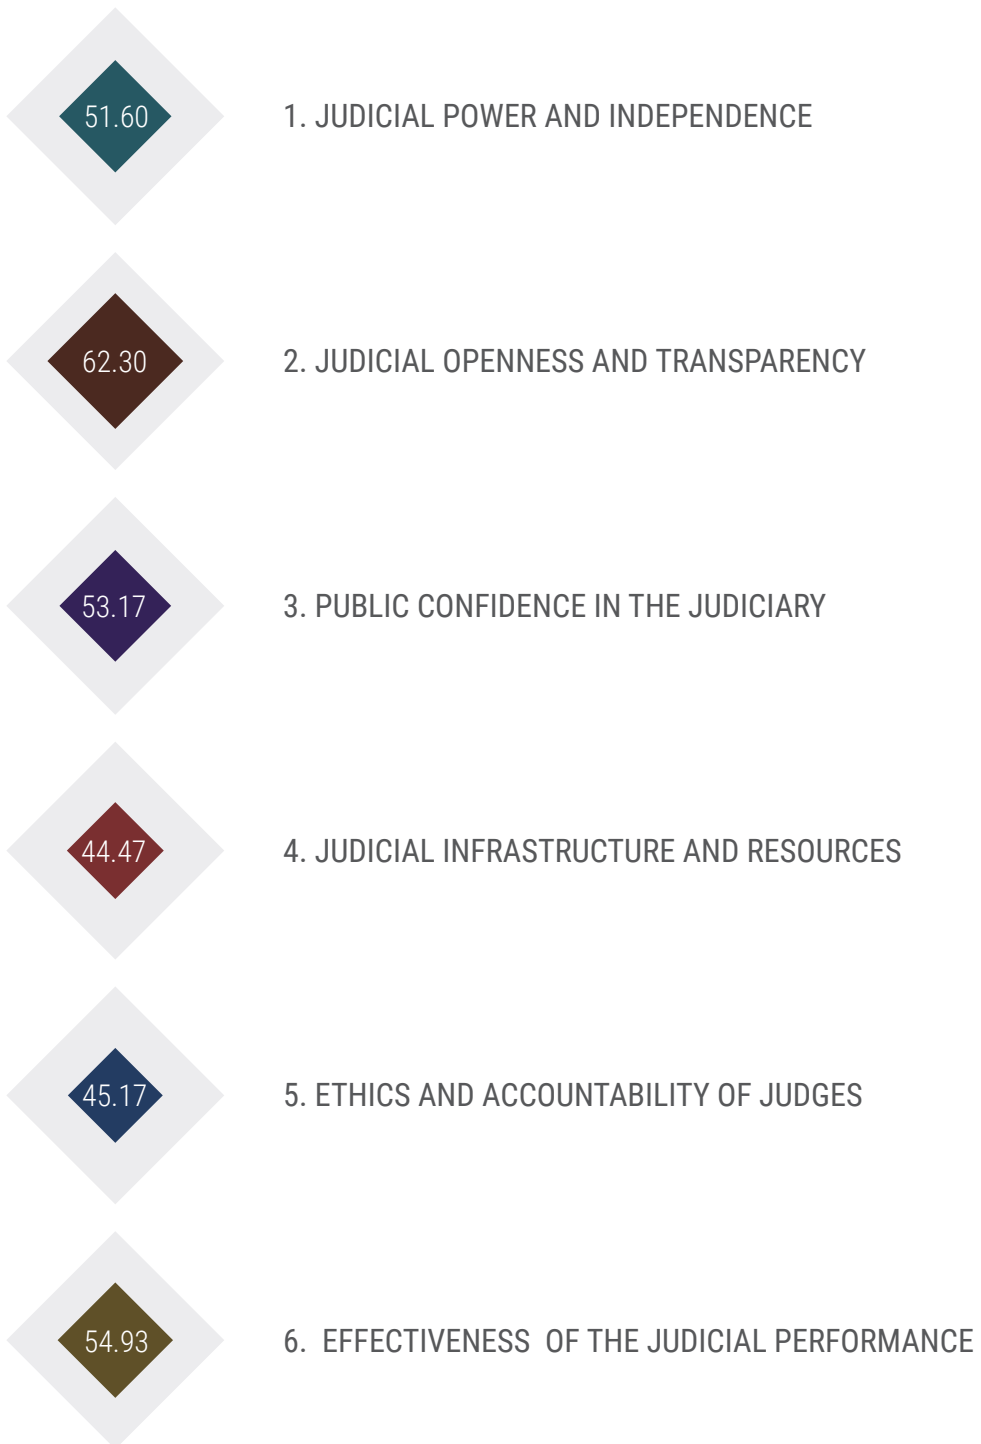 51.60
1. JUDICIAL POWER AND INDEPENDENCE
62.30
2. JUDICIAL OPENNESS AND TRANSPARENCY
53.17
3. PUBLIC CONFIDENCE IN THE JUDICIARY
44.47
4. JUDICIAL INFRASTRUCTURE AND RESOURCES
45.17
5. ETHICS AND ACCOUNTABILITY OF JUDGES
54.93
6. EFFECTIVENESS OF THE JUDICIAL PERFORMANCE